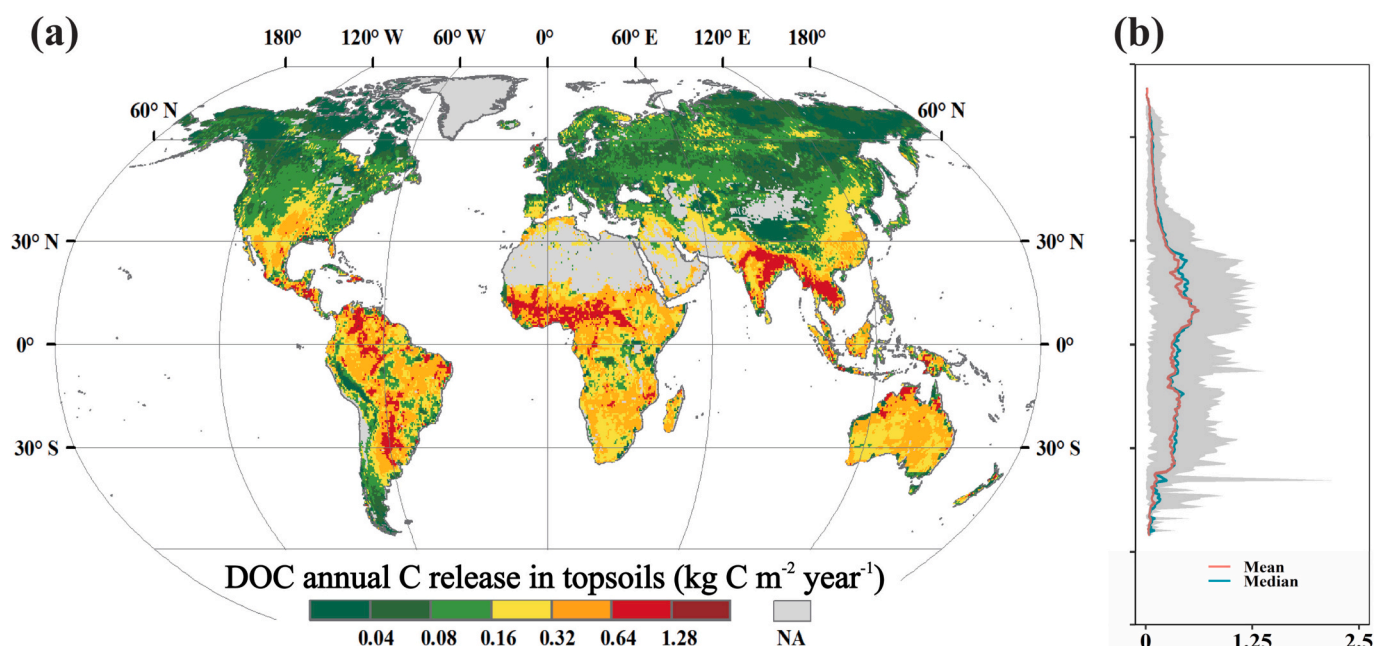 (a)
(b)
180° 120° W 60° W 0° 60° E 120° E 180°
60° N
60° N
30° N
30° N
0°
0°
30° S
30° S
DOC annual C release in topsoils (kg C m⁻² year⁻¹)
0.04 0.08 0.16 0.32 0.64 1.28 NA
Mean
Median
0 1.25 2.5